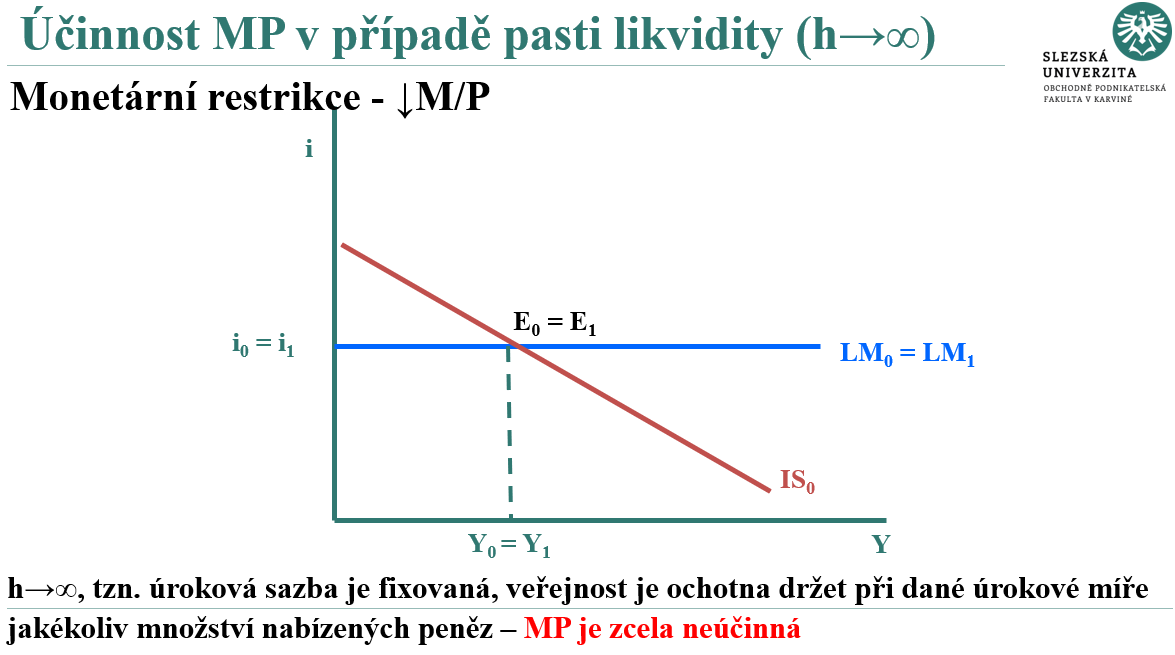 Účinnost MP v případě pasti likvidity (h→∞)
SLEZSKÁ
UNIVERZITA
OBCHODNĚ PODNIKATELSKÁ
FAKULTA V KARVINÉ
Monetární restrikce - ↓M/P
i
E₀ = E₁
i₀ = i₁
LM₀ = LM₁
IS₀
Y₀ = Y₁
Y
h→∞, tzn. úroková sazba je fixovaná, veřejnost je ochotna držet při dané úrokové míře
jakékoliv množství nabízených peněz – MP je zcela neúčinná